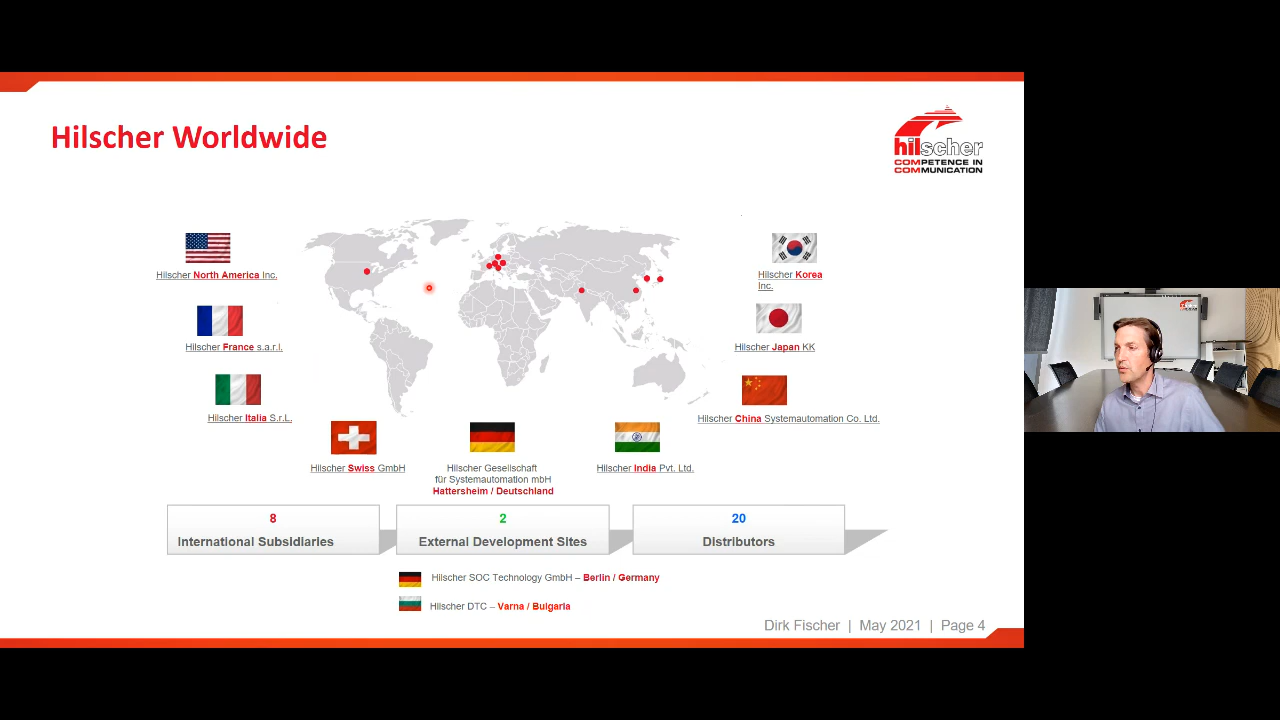 Hilscher Worldwide
hilscher
COMPETENCE IN
COMMUNICATION
Hilscher North America Inc.
Hilscher Korea
Inc.
Hilscher France s.a.r.l.
Hilscher Japan KK
Hilscher Italia S.r.L.
Hilscher China Systemautomation Co. Ltd.
Hilscher Swiss GmbH
Hilscher Gesellschaft
für Systemautomation mbH
Hattersheim / Deutschland
Hilscher India Pvt. Ltd.
8
International Subsidiaries
2
External Development Sites
20
Distributors
Hilscher SOC Technology GmbH – Berlin / Germany
Hilscher DTC – Varna / Bulgaria
Dirk Fischer | May 2021 | Page 4